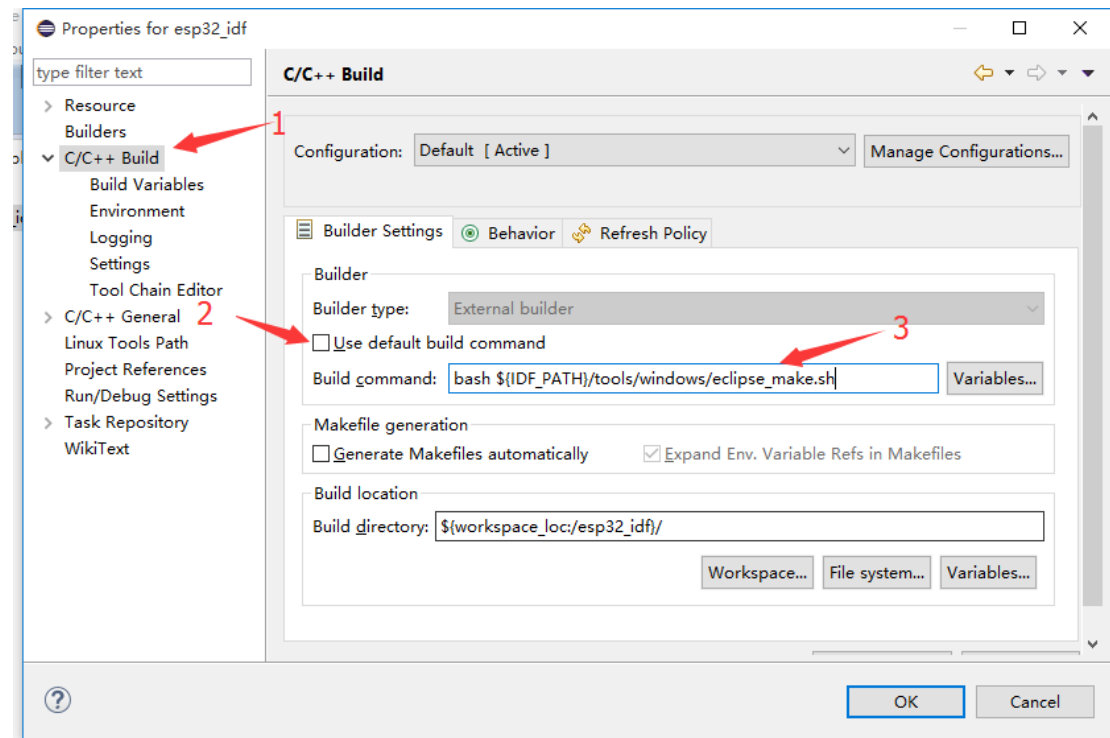 Properties for esp32_idf
type filter text
C/C++ Build
Resource
Builders
1
C/C++ Build
Configuration: Default [ Active ] Manage Configurations...
Build Variables
Environment
Logging
Settings
Tool Chain Editor
C/C++ General
Linux Tools Path
Project References
Run/Debug Settings
Task Repository
WikiText
Builder Settings Behavior Refresh Policy
Builder
Builder type: External builder
2
Use default build command
3
Build command: bash ${IDF_PATH}/tools/windows/eclipse_make.sh Variables...
Makefile generation
Generate Makefiles automatically Expand Env. Variable Refs in Makefiles
Build location
Build directory: ${workspace_loc:/esp32_idf}/
Workspace... File system... Variables...
OK Cancel